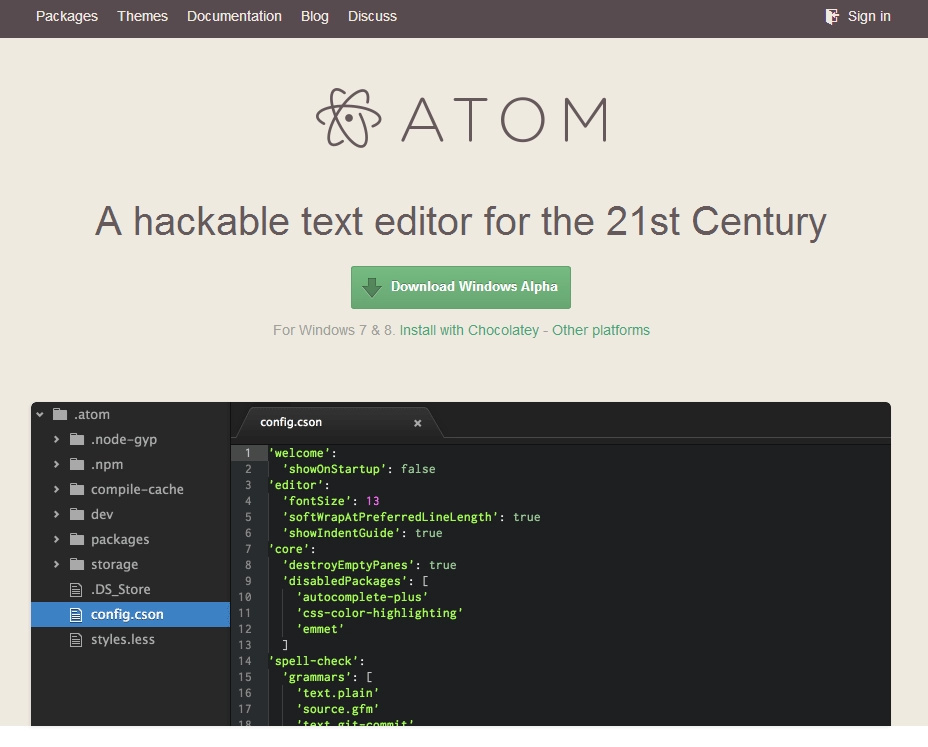 Packages Themes Documentation Blog Discuss Sign in
ATOM
A hackable text editor for the 21st Century
Download Windows Alpha
For Windows 7 & 8. Install with Chocolatey - Other platforms
.atom
.node-gyp
.npm
compile-cache
dev
packages
storage
.DS_Store
config.cson
styles.less
config.cson ×
1 'welcome':
2 'showOnStartup': false
3 'editor':
4 'fontSize': 13
5 'softWrapAtPreferredLineLength': true
6 'showIndentGuide': true
7 'core':
8 'destroyEmptyPanes': true
9 'disabledPackages': [
10 'autocomplete-plus'
11 'css-color-highlighting'
12 'emmet'
13 ]
14 'spell-check':
15 'grammars': [
16 'text.plain'
17 'source.gfm'
18 'text.git-commit'